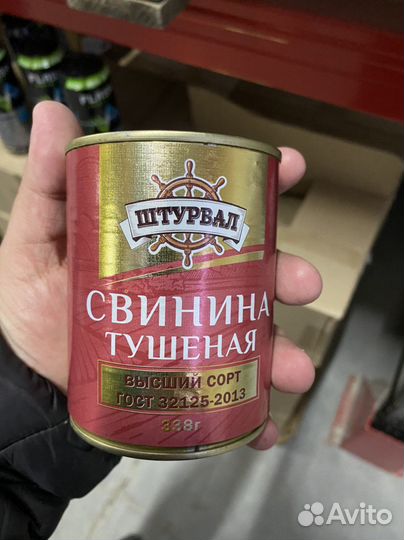 ШТУРВАЛ
СВИНИНА
ТУШЕНАЯ
ВЫСШИЙ СОРТ
ГОСТ 32125-2013
338г
Avito